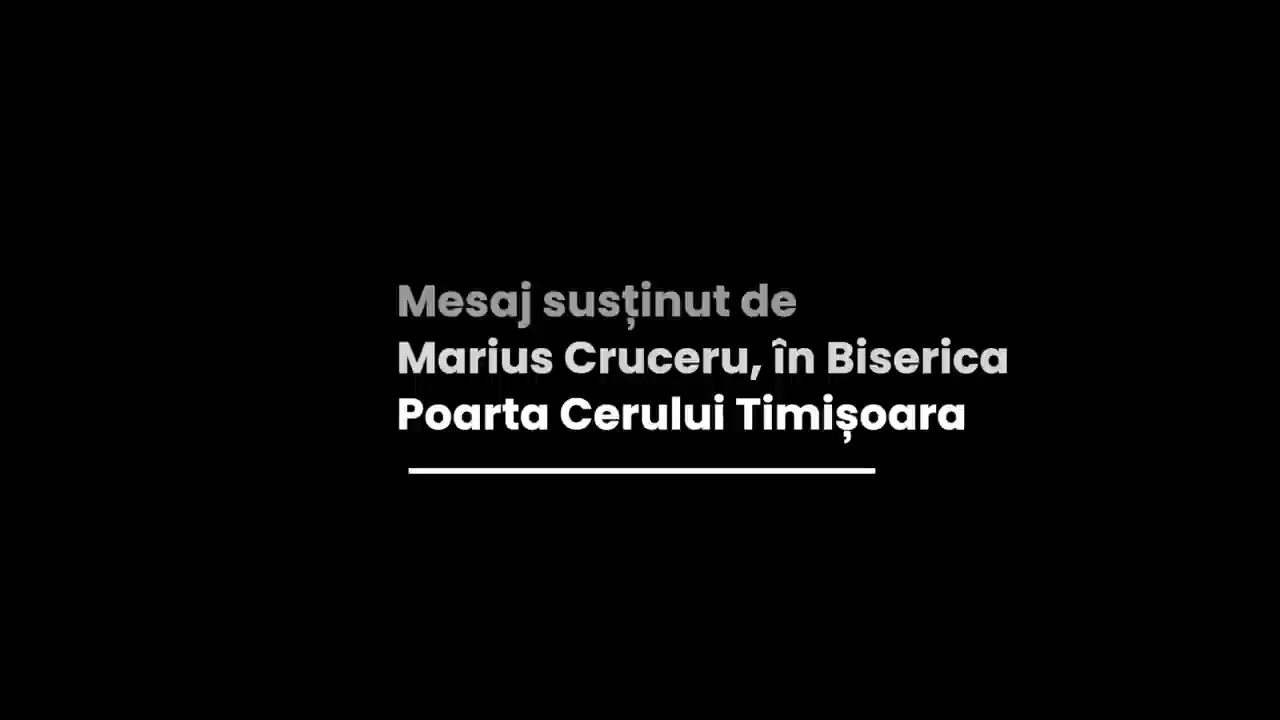 Mesaj susținut de
Marius Cruceru, în Biserica
Poarta Cerului Timișoara